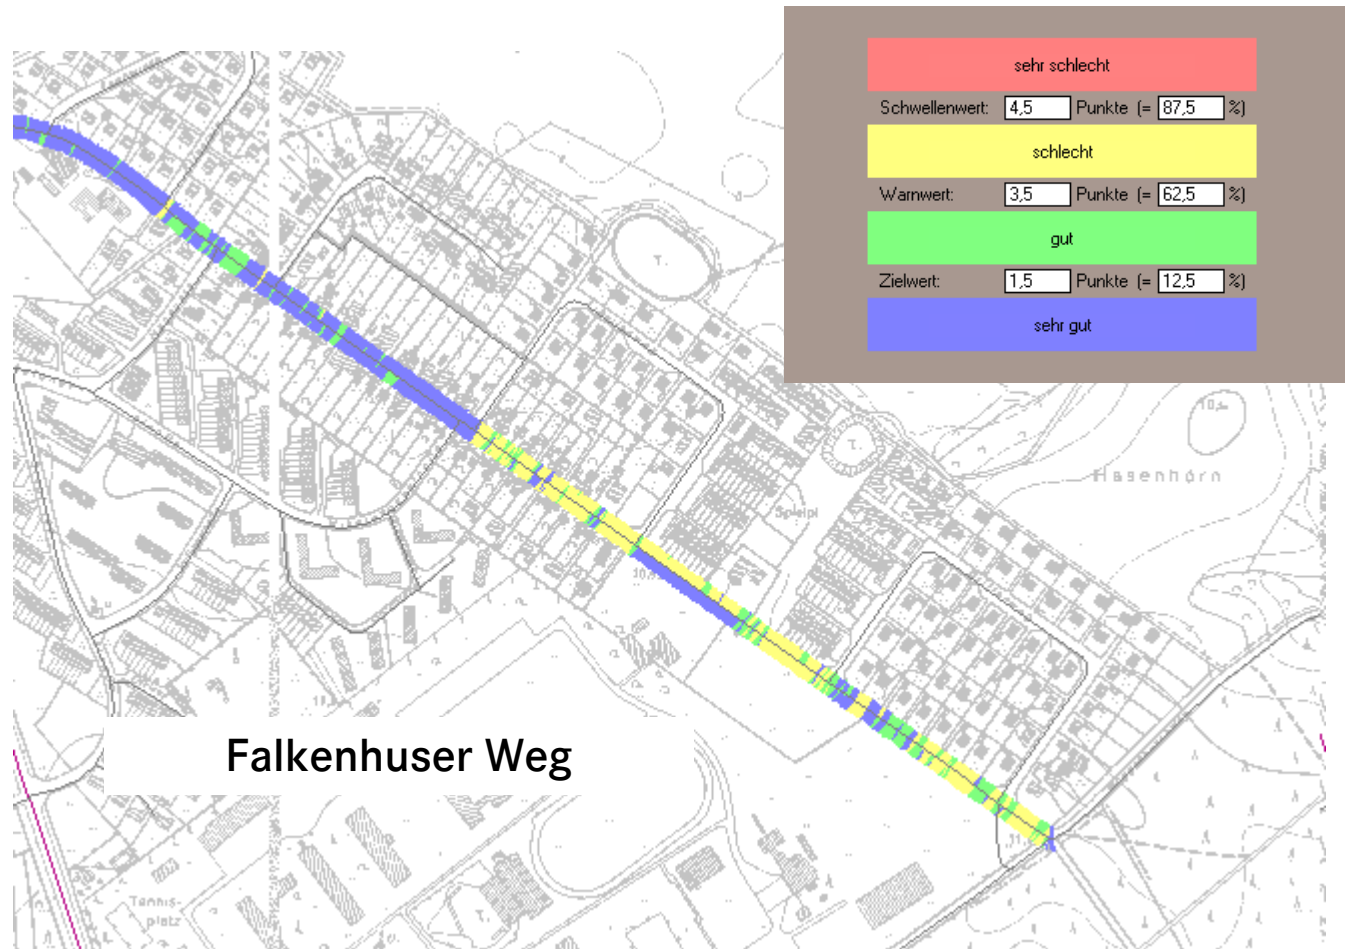 sehr schlecht
Schwellenwert: 4,5 Punkte (= 87,5 %)
schlecht
Warnwert: 3,5 Punkte (= 62,5 %)
gut
Zielwert: 1,5 Punkte (= 12,5 %)
sehr gut
T.
T.
Hasenhörn
Spielpl
Falkenhuser Weg
Tennis-
platz
T.